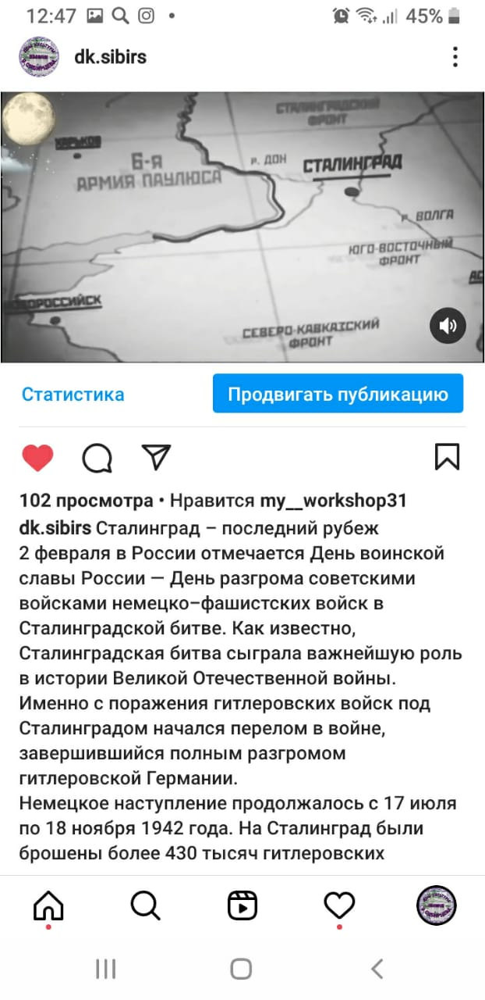 12:47
45%
dk.sibirs
СТАЛИНГРАДСКИЙ
ФРОНТ
ХАРЬКОВ
6-Я
АРМИЯ ПАУЛЮСА
р. ДОН
СТАЛИНГРАД
р. ВОЛГА
ЮГО-ВОСТОЧНЫЙ
ФРОНТ
СЕВЕРО-КАВКАЗСКИЙ
ФРОНТ
Статистика
Продвигать публикацию
102 просмотра • Нравится my__workshop31
dk.sibirs Сталинград – последний рубеж
2 февраля в России отмечается День воинской
славы России — День разгрома советскими
войсками немецко-фашистских войск в
Сталинградской битве. Как известно,
Сталинградская битва сыграла важнейшую роль
в истории Великой Отечественной войны.
Именно с поражения гитлеровских войск под
Сталинградом начался перелом в войне,
завершившийся полным разгромом
гитлеровской Германии.
Немецкое наступление продолжалось с 17 июля
по 18 ноября 1942 года. На Сталинград были
брошены более 430 тысяч гитлеровских